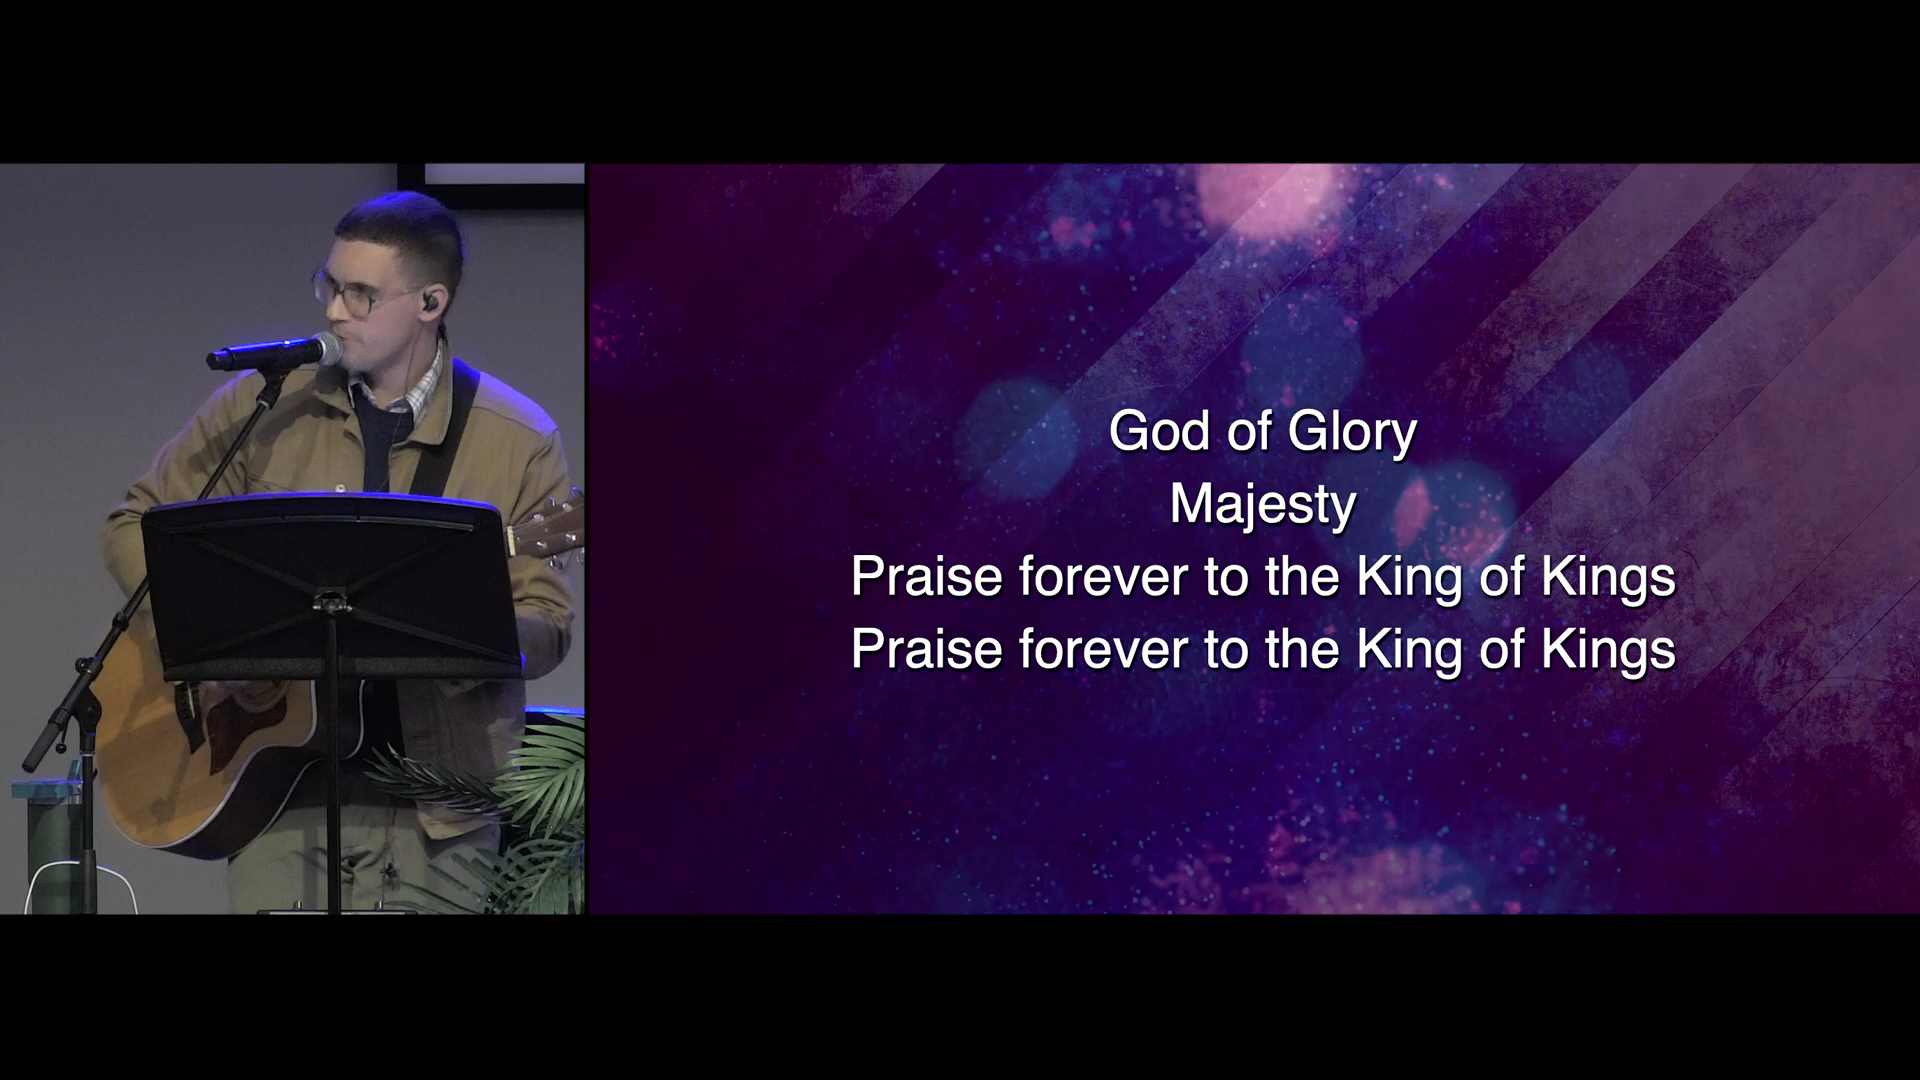 God of Glory
Majesty
Praise forever to the King of Kings
Praise forever to the King of Kings